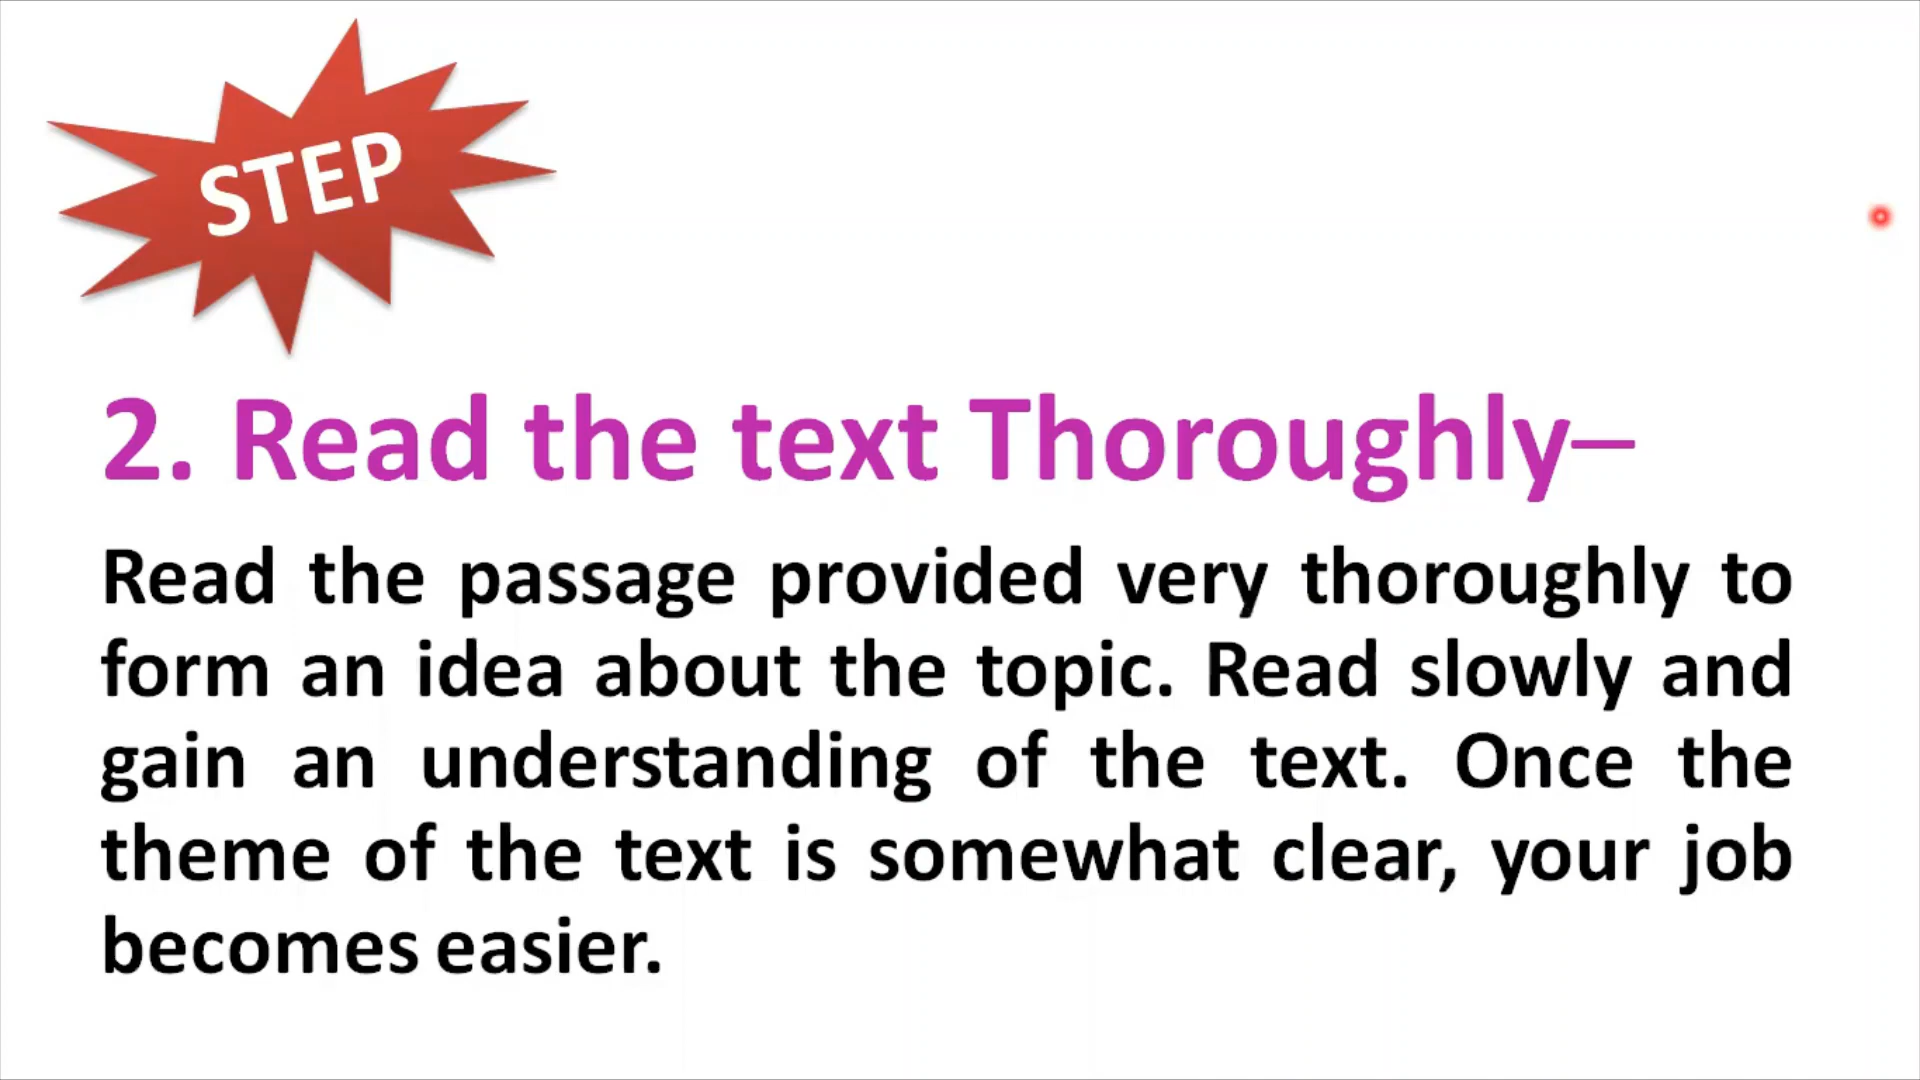 STEP
2. Read the text Thoroughly–
Read the passage provided very thoroughly to
form an idea about the topic. Read slowly and
gain an understanding of the text. Once the
theme of the text is somewhat clear, your job
becomes easier.